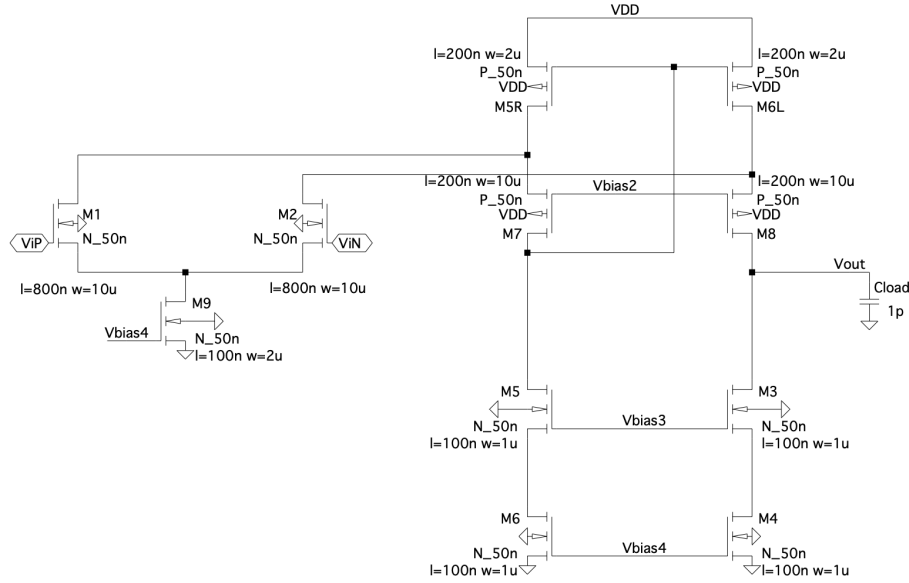 VDD
l=200n w=2u
l=200n w=2u
P_50n
P_50n
VDD
VDD
M5R
M6L
l=200n w=10u
Vbias2
l=200n w=10u
P_50n
P_50n
VDD
VDD
M7
M8
M1
M2
ViP
N_50n
N_50n
ViN
l=800n w=10u
l=800n w=10u
Vout
Cload
1p
M9
Vbias4
N_50n
l=100n w=2u
M5
M3
N_50n
Vbias3
N_50n
l=100n w=1u
l=100n w=1u
M6
M4
N_50n
Vbias4
N_50n
l=100n w=1u
l=100n w=1u